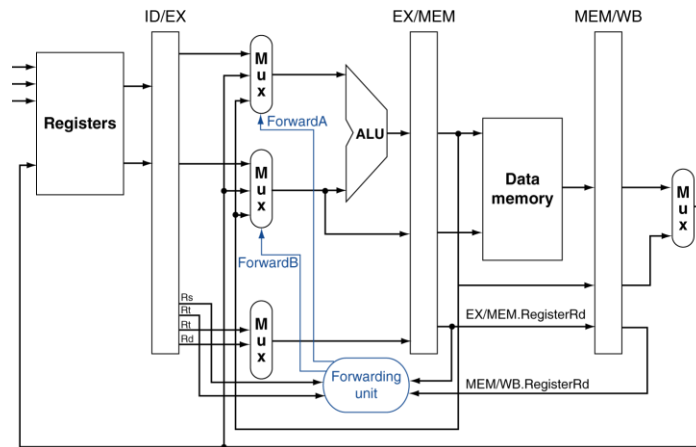 ID/EX
EX/MEM
MEM/WB
Registers
M
u
x
ForwardA
ALU
M
u
x
Data
memory
M
u
x
ForwardB
Rs
Rt
Rt
Rd
M
u
x
EX/MEM.RegisterRd
Forwarding
unit
MEM/WB.RegisterRd